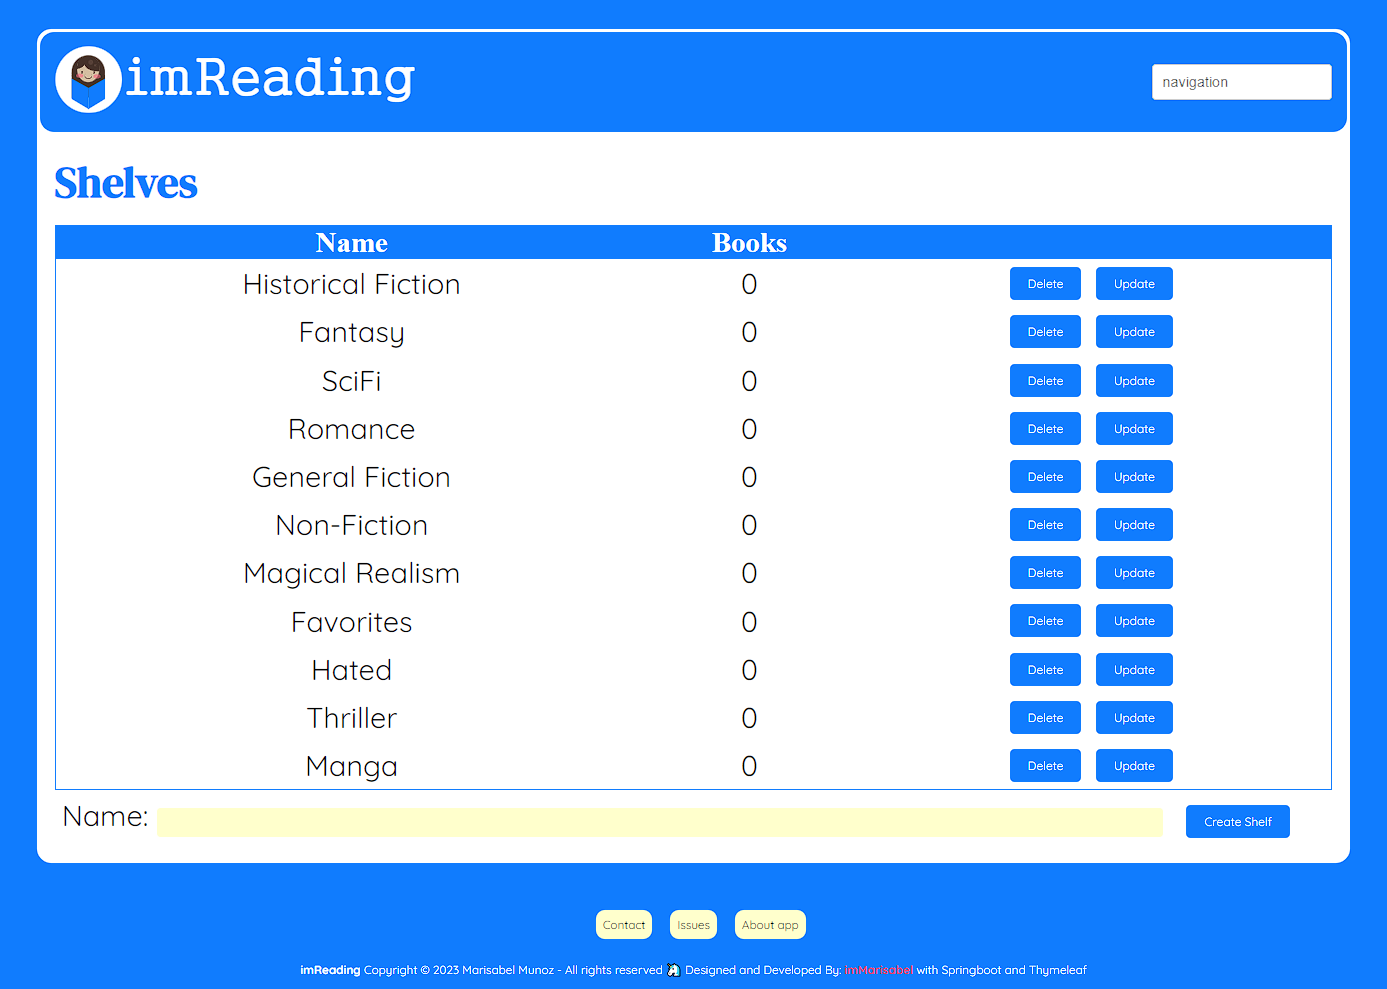 imReading
navigation
Shelves
Name Books
Historical Fiction 0 Delete Update
Fantasy 0 Delete Update
SciFi 0 Delete Update
Romance 0 Delete Update
General Fiction 0 Delete Update
Non-Fiction 0 Delete Update
Magical Realism 0 Delete Update
Favorites 0 Delete Update
Hated 0 Delete Update
Thriller 0 Delete Update
Manga 0 Delete Update
Name: Create Shelf
Contact Issues About app
imReading Copyright © 2023 Marisabel Munoz - All rights reserved Designed and Developed By: imMarisabel with Springboot and Thymeleaf